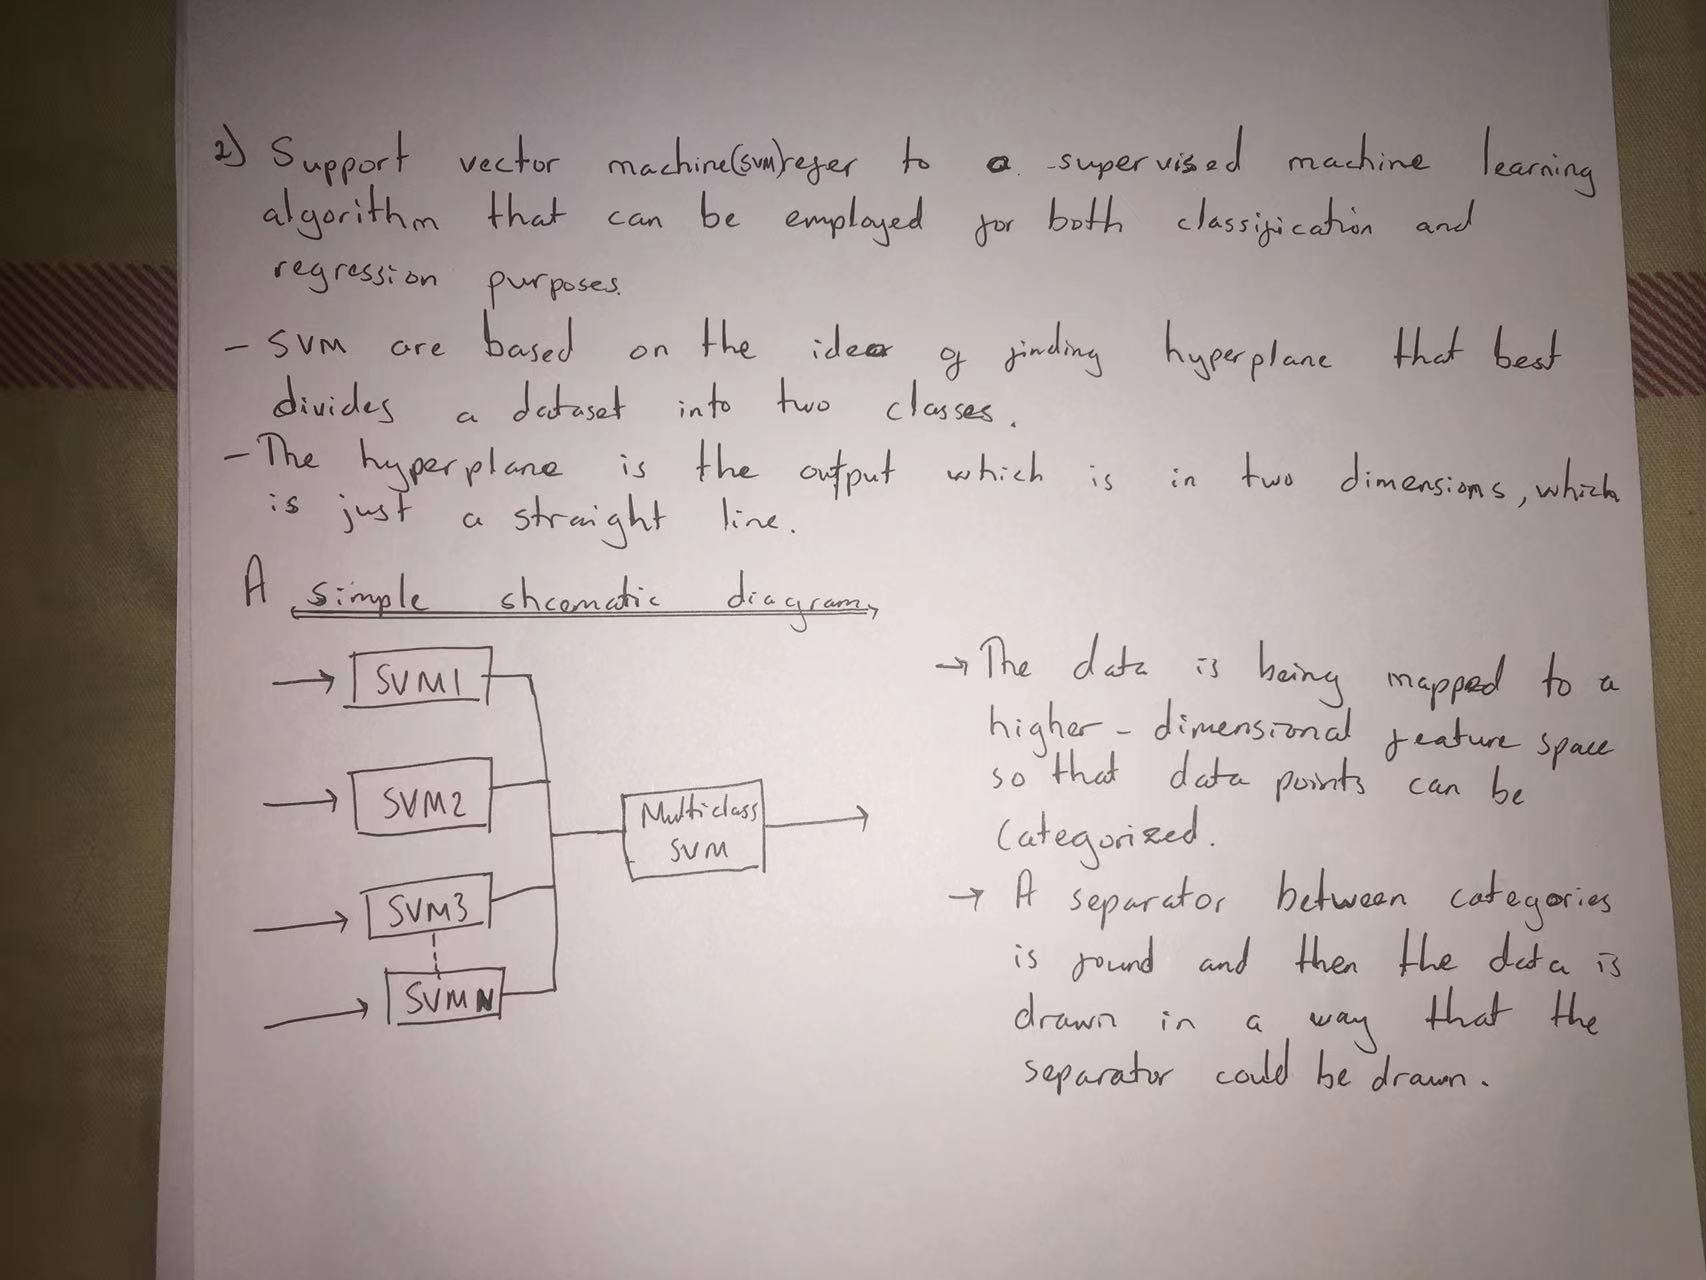 2) Support vector machine(SVM)refer to a supervised machine learning
algorithm that can be employed for both classification and
regression purposes.
- SVM are based on the idea of finding hyperplane that best
divides a dataset into two classes.
- The hyperplane is the output which is in two dimensions, which
is just a straight line.
A simple shcematic diagram,
SVM1
SVM2
SVM3
SVMN
Multiclass
SVM
→ The data is being mapped to a
higher - dimensional feature space
so that data points can be
Categorized.
→ A separator between categories
is found and then the data is
drawn in a way that the
separator could be drawn.